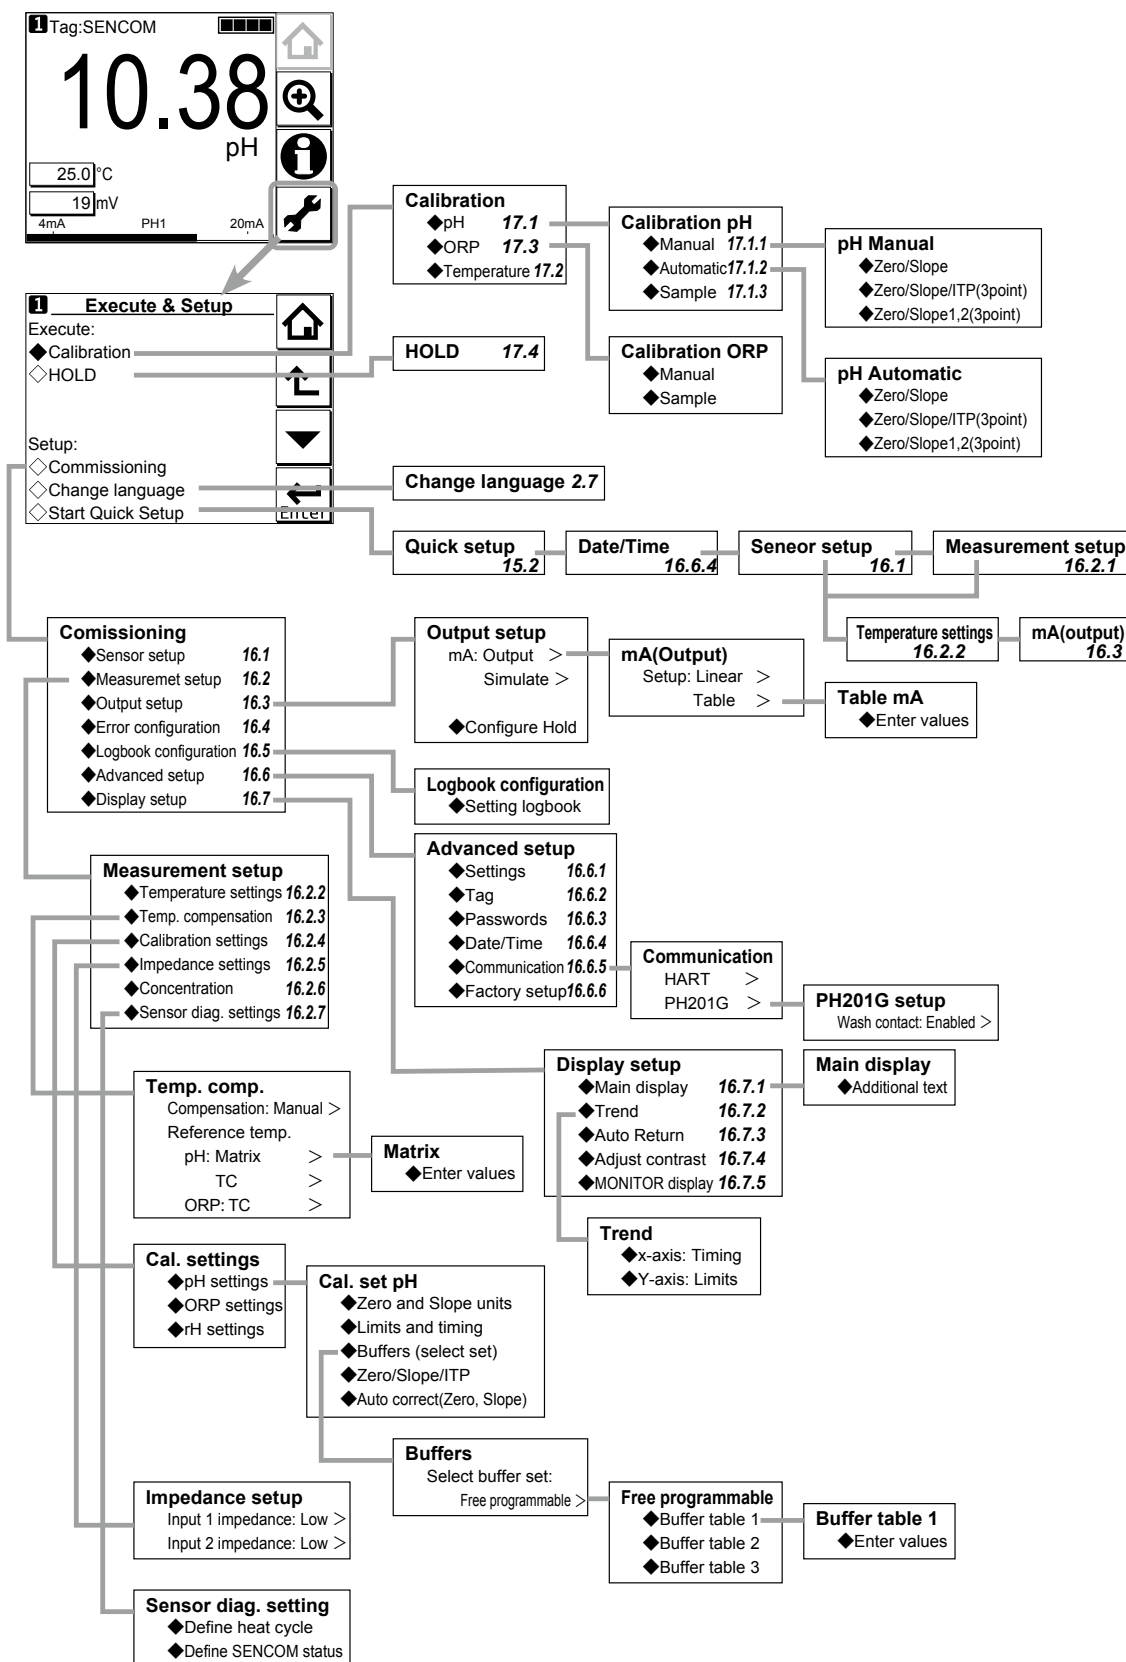 1 Tag:SENCOM
10.38
pH
25.0 °C
19 mV
4mA PH1 20mA
1 Execute & Setup
Execute:
◆Calibration
◇HOLD
Setup:
◇Commissioning
◇Change language
◇Start Quick Setup
Enter
Calibration
◆pH 17.1
◆ORP 17.3
◆Temperature 17.2
Calibration pH
◆Manual 17.1.1
◆Automatic 17.1.2
◆Sample 17.1.3
pH Manual
◆Zero/Slope
◆Zero/Slope/ITP(3point)
◆Zero/Slope1,2(3point)
HOLD 17.4
Calibration ORP
◆Manual
◆Sample
pH Automatic
◆Zero/Slope
◆Zero/Slope/ITP(3point)
◆Zero/Slope1,2(3point)
Change language 2.7
Quick setup
15.2
Date/Time
16.6.4
Seneor setup
16.1
Measurement setup
16.2.1
Temperature settings
16.2.2
mA(output)
16.3
Comissioning
◆Sensor setup 16.1
◆Measuremet setup 16.2
◆Output setup 16.3
◆Error configuration 16.4
◆Logbook configuration 16.5
◆Advanced setup 16.6
◆Display setup 16.7
Output setup
mA: Output >
Simulate >
◆Configure Hold
mA(Output)
Setup: Linear >
Table >
Table mA
◆Enter values
Logbook configuration
◆Setting logbook
Advanced setup
◆Settings 16.6.1
◆Tag 16.6.2
◆Passwords 16.6.3
◆Date/Time 16.6.4
◆Communication 16.6.5
◆Factory setup 16.6.6
Communication
HART >
PH201G >
PH201G setup
Wash contact: Enabled >
Measurement setup
◆Temperature settings 16.2.2
◆Temp. compensation 16.2.3
◆Calibration settings 16.2.4
◆Impedance settings 16.2.5
◆Concentration 16.2.6
◆Sensor diag. settings 16.2.7
Display setup
◆Main display 16.7.1
◆Trend 16.7.2
◆Auto Return 16.7.3
◆Adjust contrast 16.7.4
◆MONITOR display 16.7.5
Main display
◆Additional text
Temp. comp.
Compensation: Manual >
Reference temp.
pH: Matrix >
TC >
ORP: TC >
Matrix
◆Enter values
Trend
◆x-axis: Timing
◆Y-axis: Limits
Cal. settings
◆pH settings
◆ORP settings
◆rH settings
Cal. set pH
◆Zero and Slope units
◆Limits and timing
◆Buffers (select set)
◆Zero/Slope/ITP
◆Auto correct(Zero, Slope)
Buffers
Select buffer set:
Free programmable >
Free programmable
◆Buffer table 1
◆Buffer table 2
◆Buffer table 3
Buffer table 1
◆Enter values
Impedance setup
Input 1 impedance: Low >
Input 2 impedance: Low >
Sensor diag. setting
◆Define heat cycle
◆Define SENCOM status